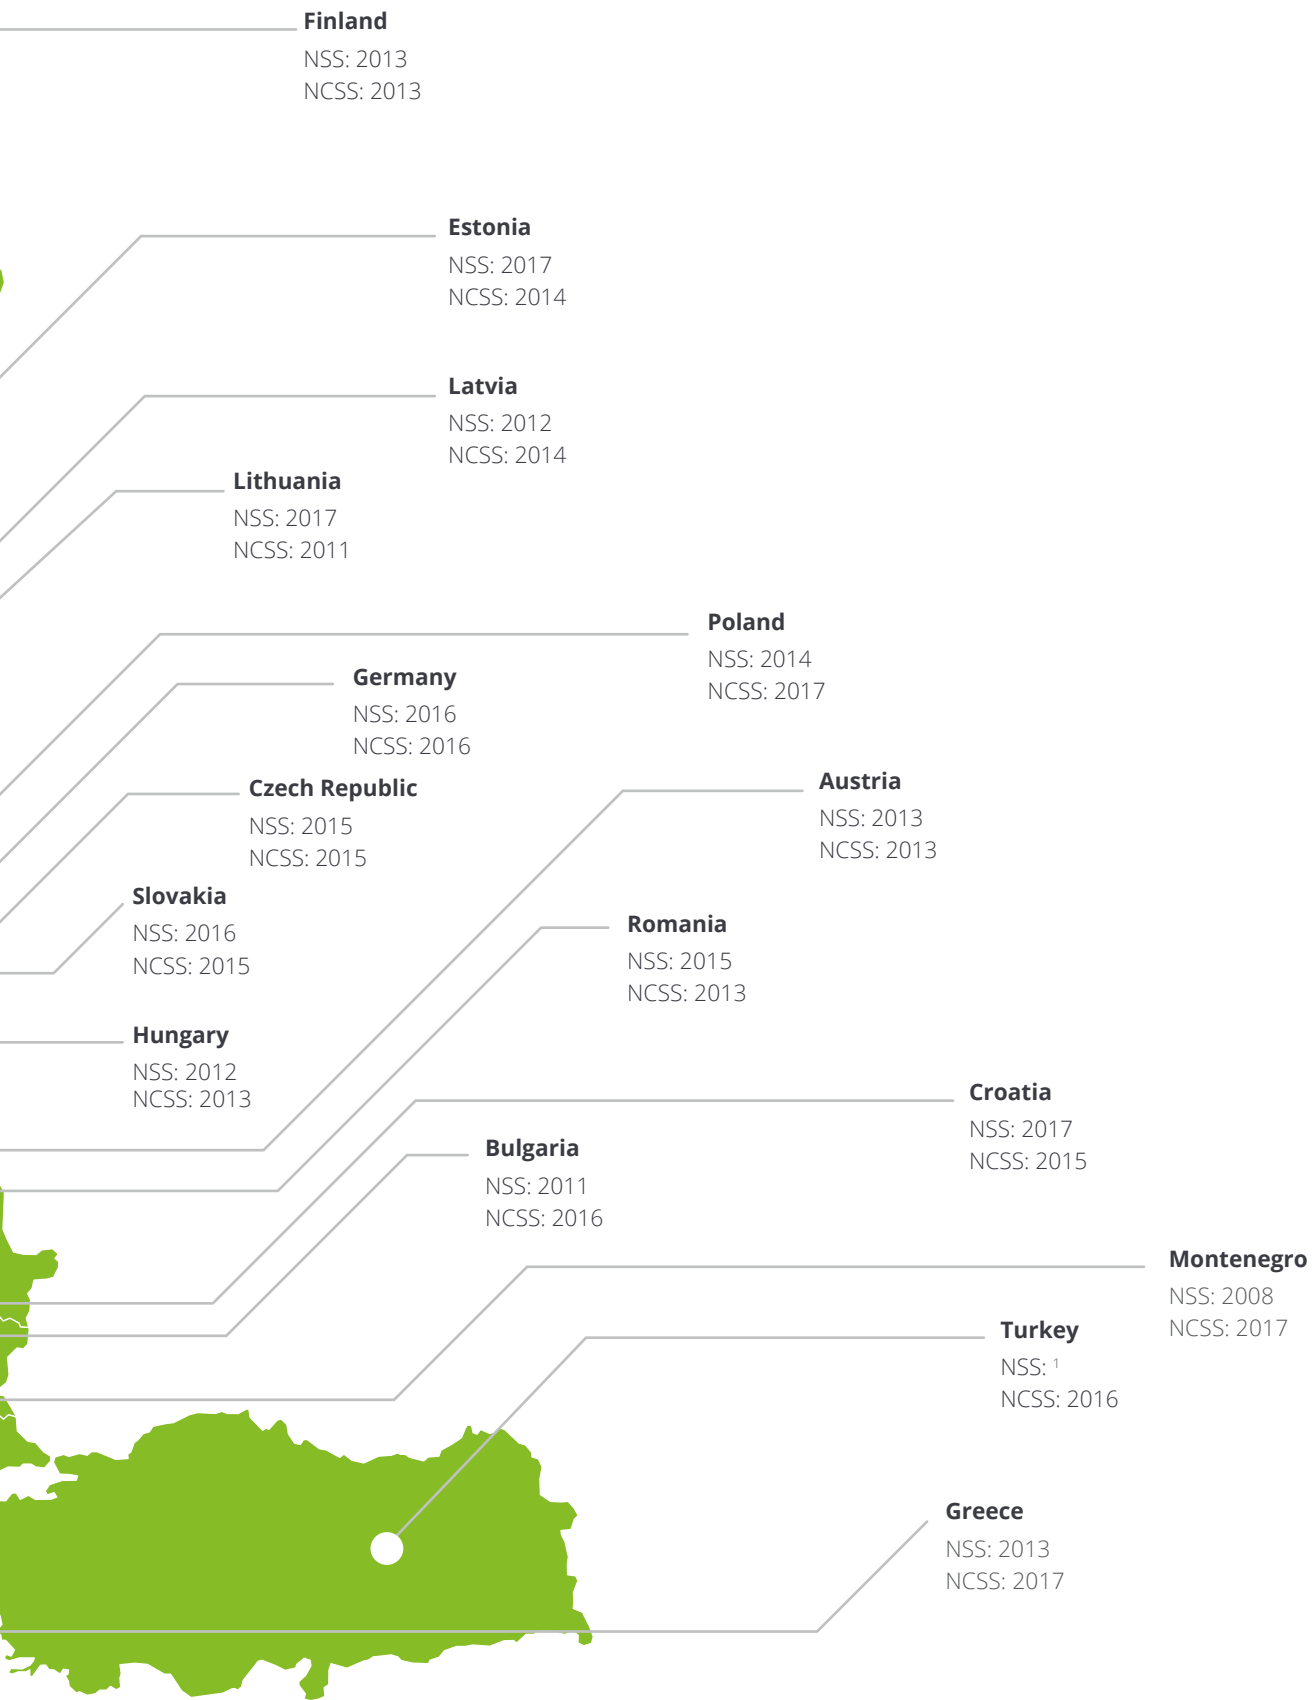 Finland
NSS: 2013
NCSS: 2013
Estonia
NSS: 2017
NCSS: 2014
Latvia
NSS: 2012
NCSS: 2014
Lithuania
NSS: 2017
NCSS: 2011
Poland
NSS: 2014
NCSS: 2017
Germany
NSS: 2016
NCSS: 2016
Czech Republic
NSS: 2015
NCSS: 2015
Austria
NSS: 2013
NCSS: 2013
Slovakia
NSS: 2016
NCSS: 2015
Romania
NSS: 2015
NCSS: 2013
Hungary
NSS: 2012
NCSS: 2013
Croatia
NSS: 2017
NCSS: 2015
Bulgaria
NSS: 2011
NCSS: 2016
Montenegro
NSS: 2008
NCSS: 2017
Turkey
NSS: ¹
NCSS: 2016
Greece
NSS: 2013
NCSS: 2017